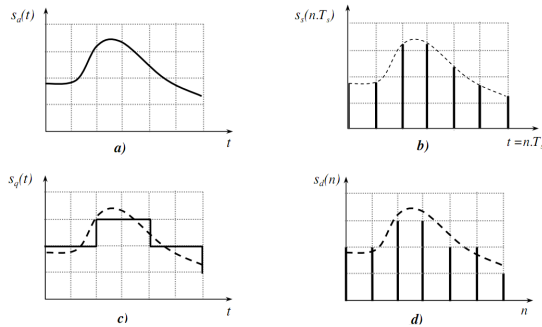 s_a(t)
t
a)
s_s(n.T_s)
t = n.T_s
b)
s_q(t)
t
c)
s_d(n)
n
d)